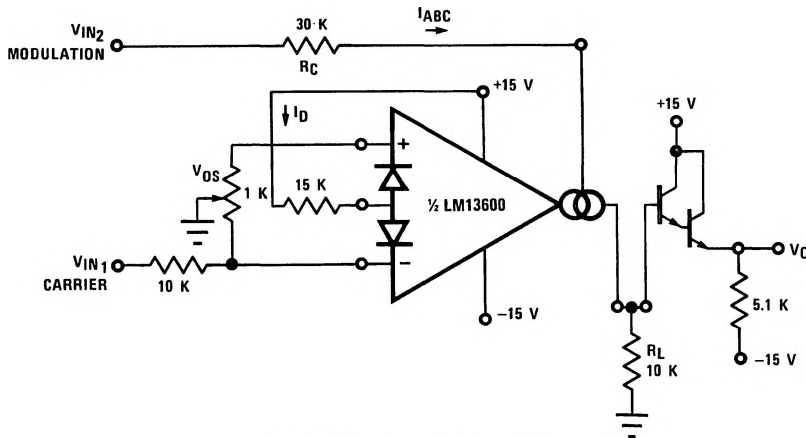 VIN2
MODULATION
30 K
RC
IABC
+15 V
ID
VOS
1 K
15 K
+
½ LM13600
−
VIN1
CARRIER
10 K
−15 V
+15 V
VO
5.1 K
−15 V
RL
10 K